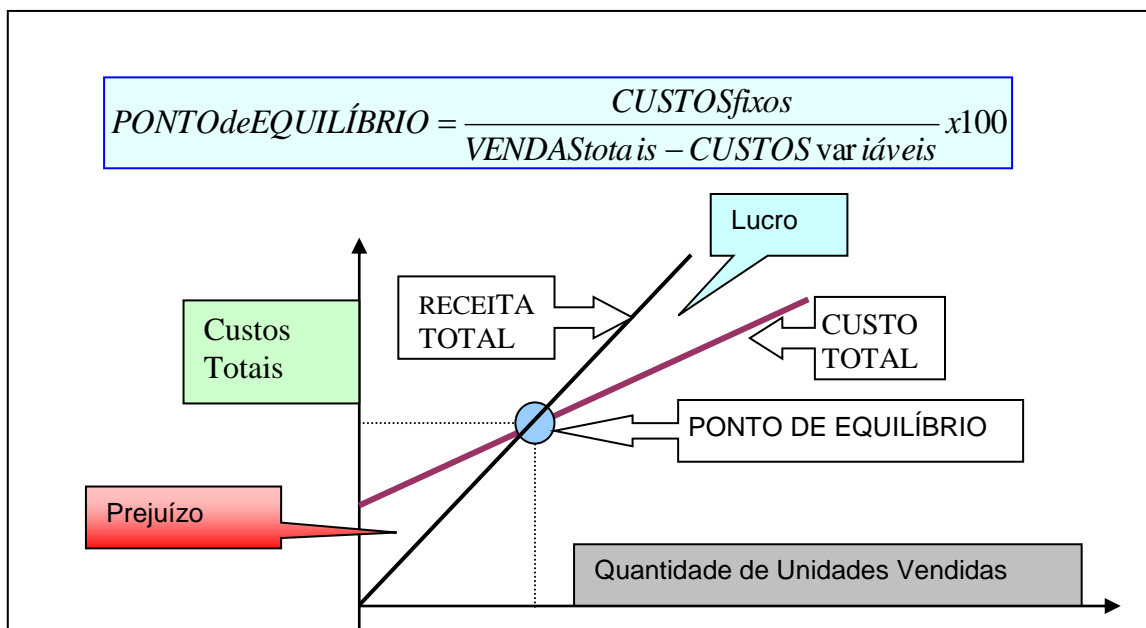 PONTOdeEQUILÍBRIO = CUSTOSfixos / VENDAStotais − CUSTOS variáveis x100
Lucro
RECEITA
TOTAL
Custos
Totais
CUSTO
TOTAL
PONTO DE EQUILÍBRIO
Prejuízo
Quantidade de Unidades Vendidas